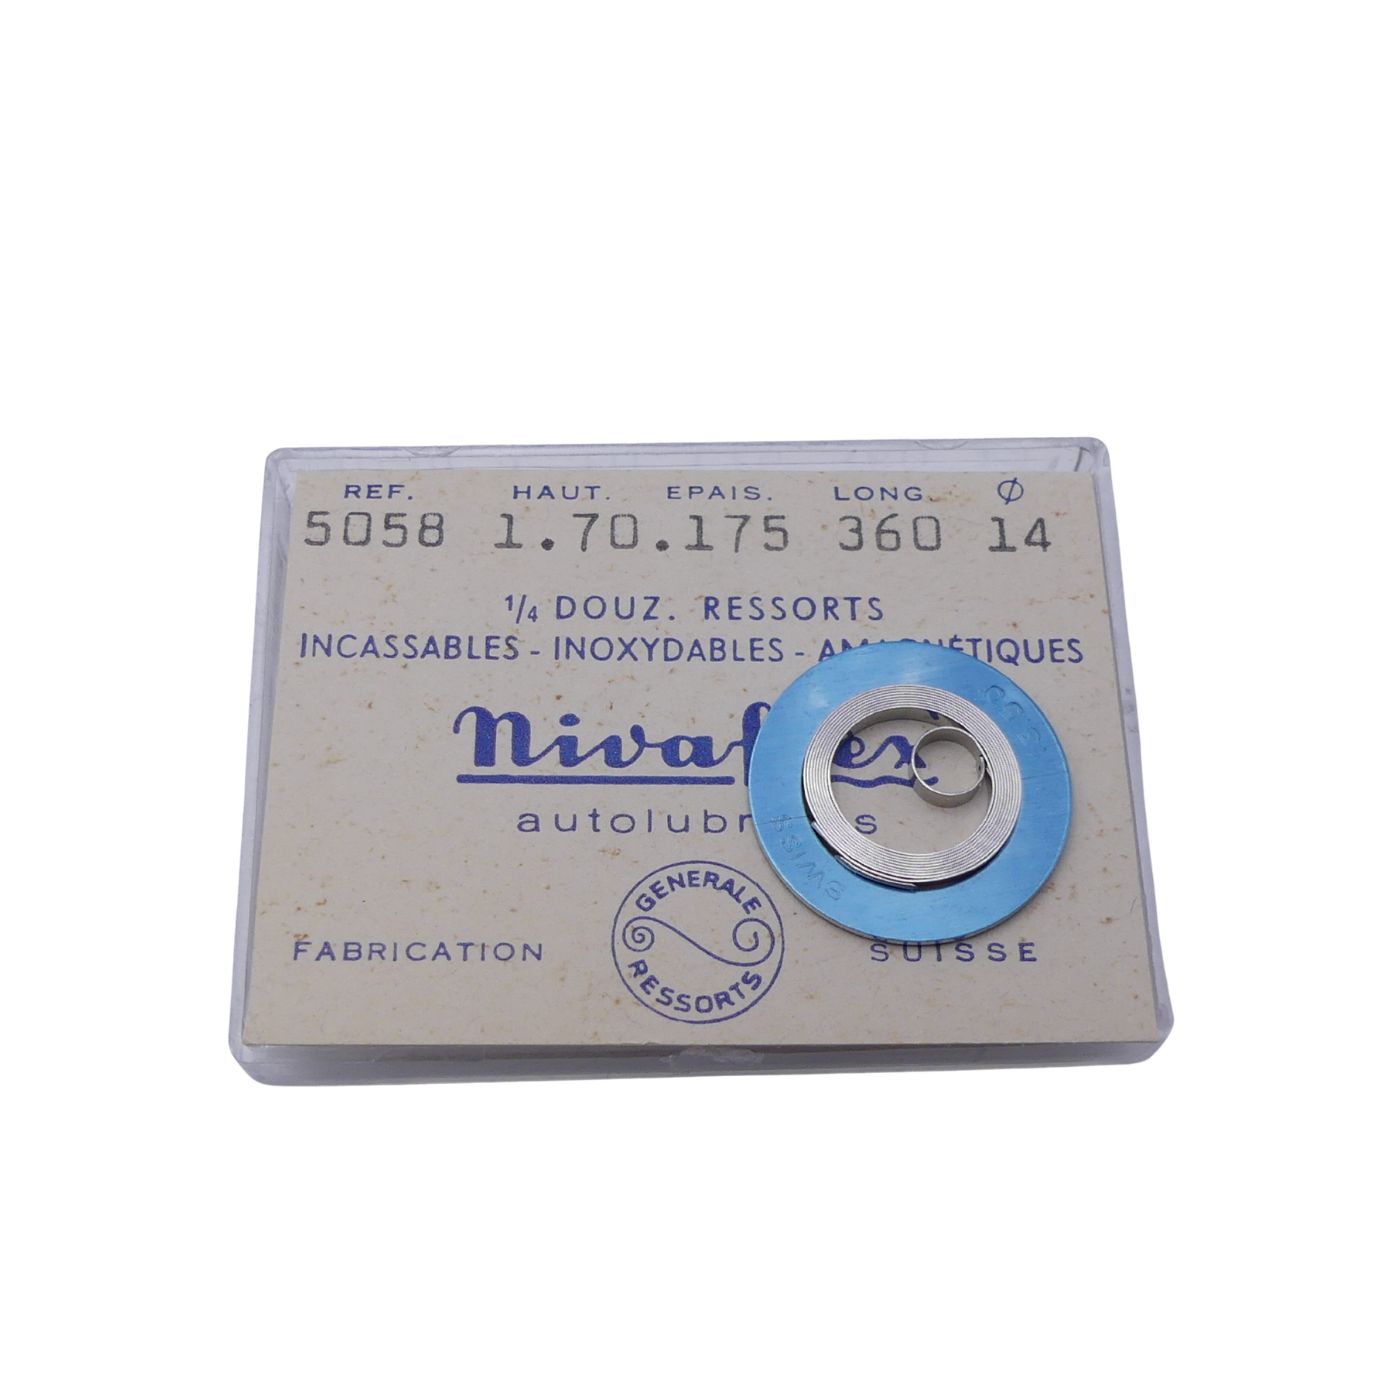 REF. HAUT. EPAIS. LONG. Ø
5058 1.70 .175 360 14
1/4 DOUZ. RESSORTS
INCASSABLES - INOXYDABLES -
FABRICATION SUISSE
GENERALE
RESSORTS
SWISS